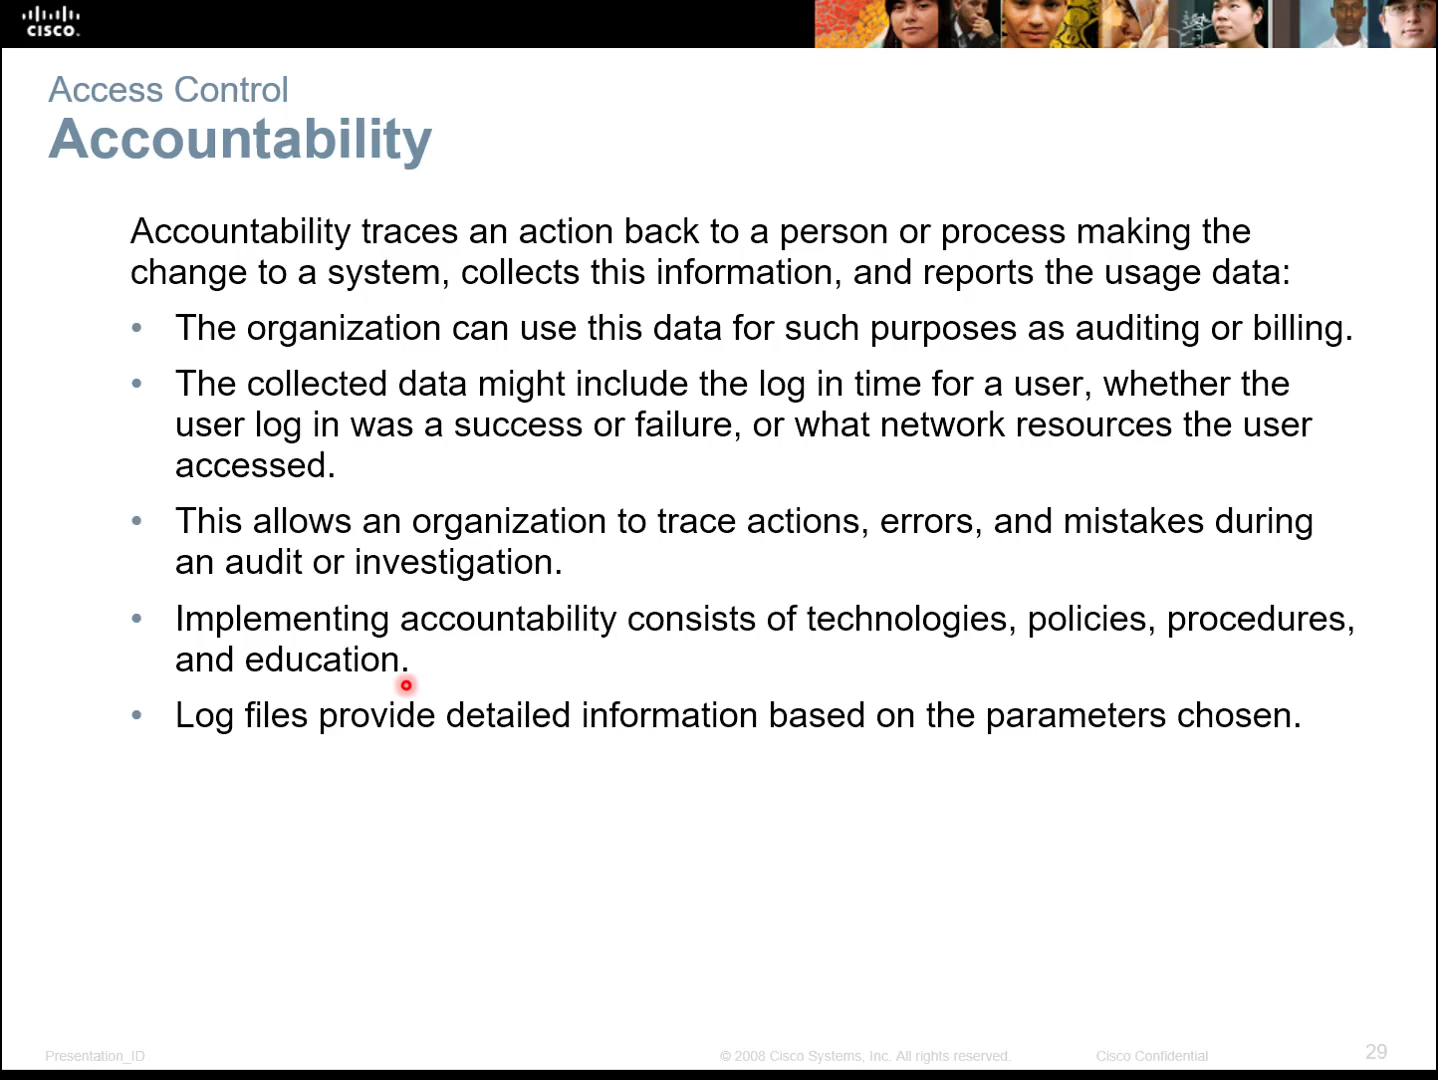 CISCO.
Access Control
Accountability
Accountability traces an action back to a person or process making the
change to a system, collects this information, and reports the usage data:
• The organization can use this data for such purposes as auditing or billing.
• The collected data might include the log in time for a user, whether the
user log in was a success or failure, or what network resources the user
accessed.
• This allows an organization to trace actions, errors, and mistakes during
an audit or investigation.
• Implementing accountability consists of technologies, policies, procedures,
and education.
• Log files provide detailed information based on the parameters chosen.
Presentation_ID © 2008 Cisco Systems, Inc. All rights reserved. Cisco Confidential 29